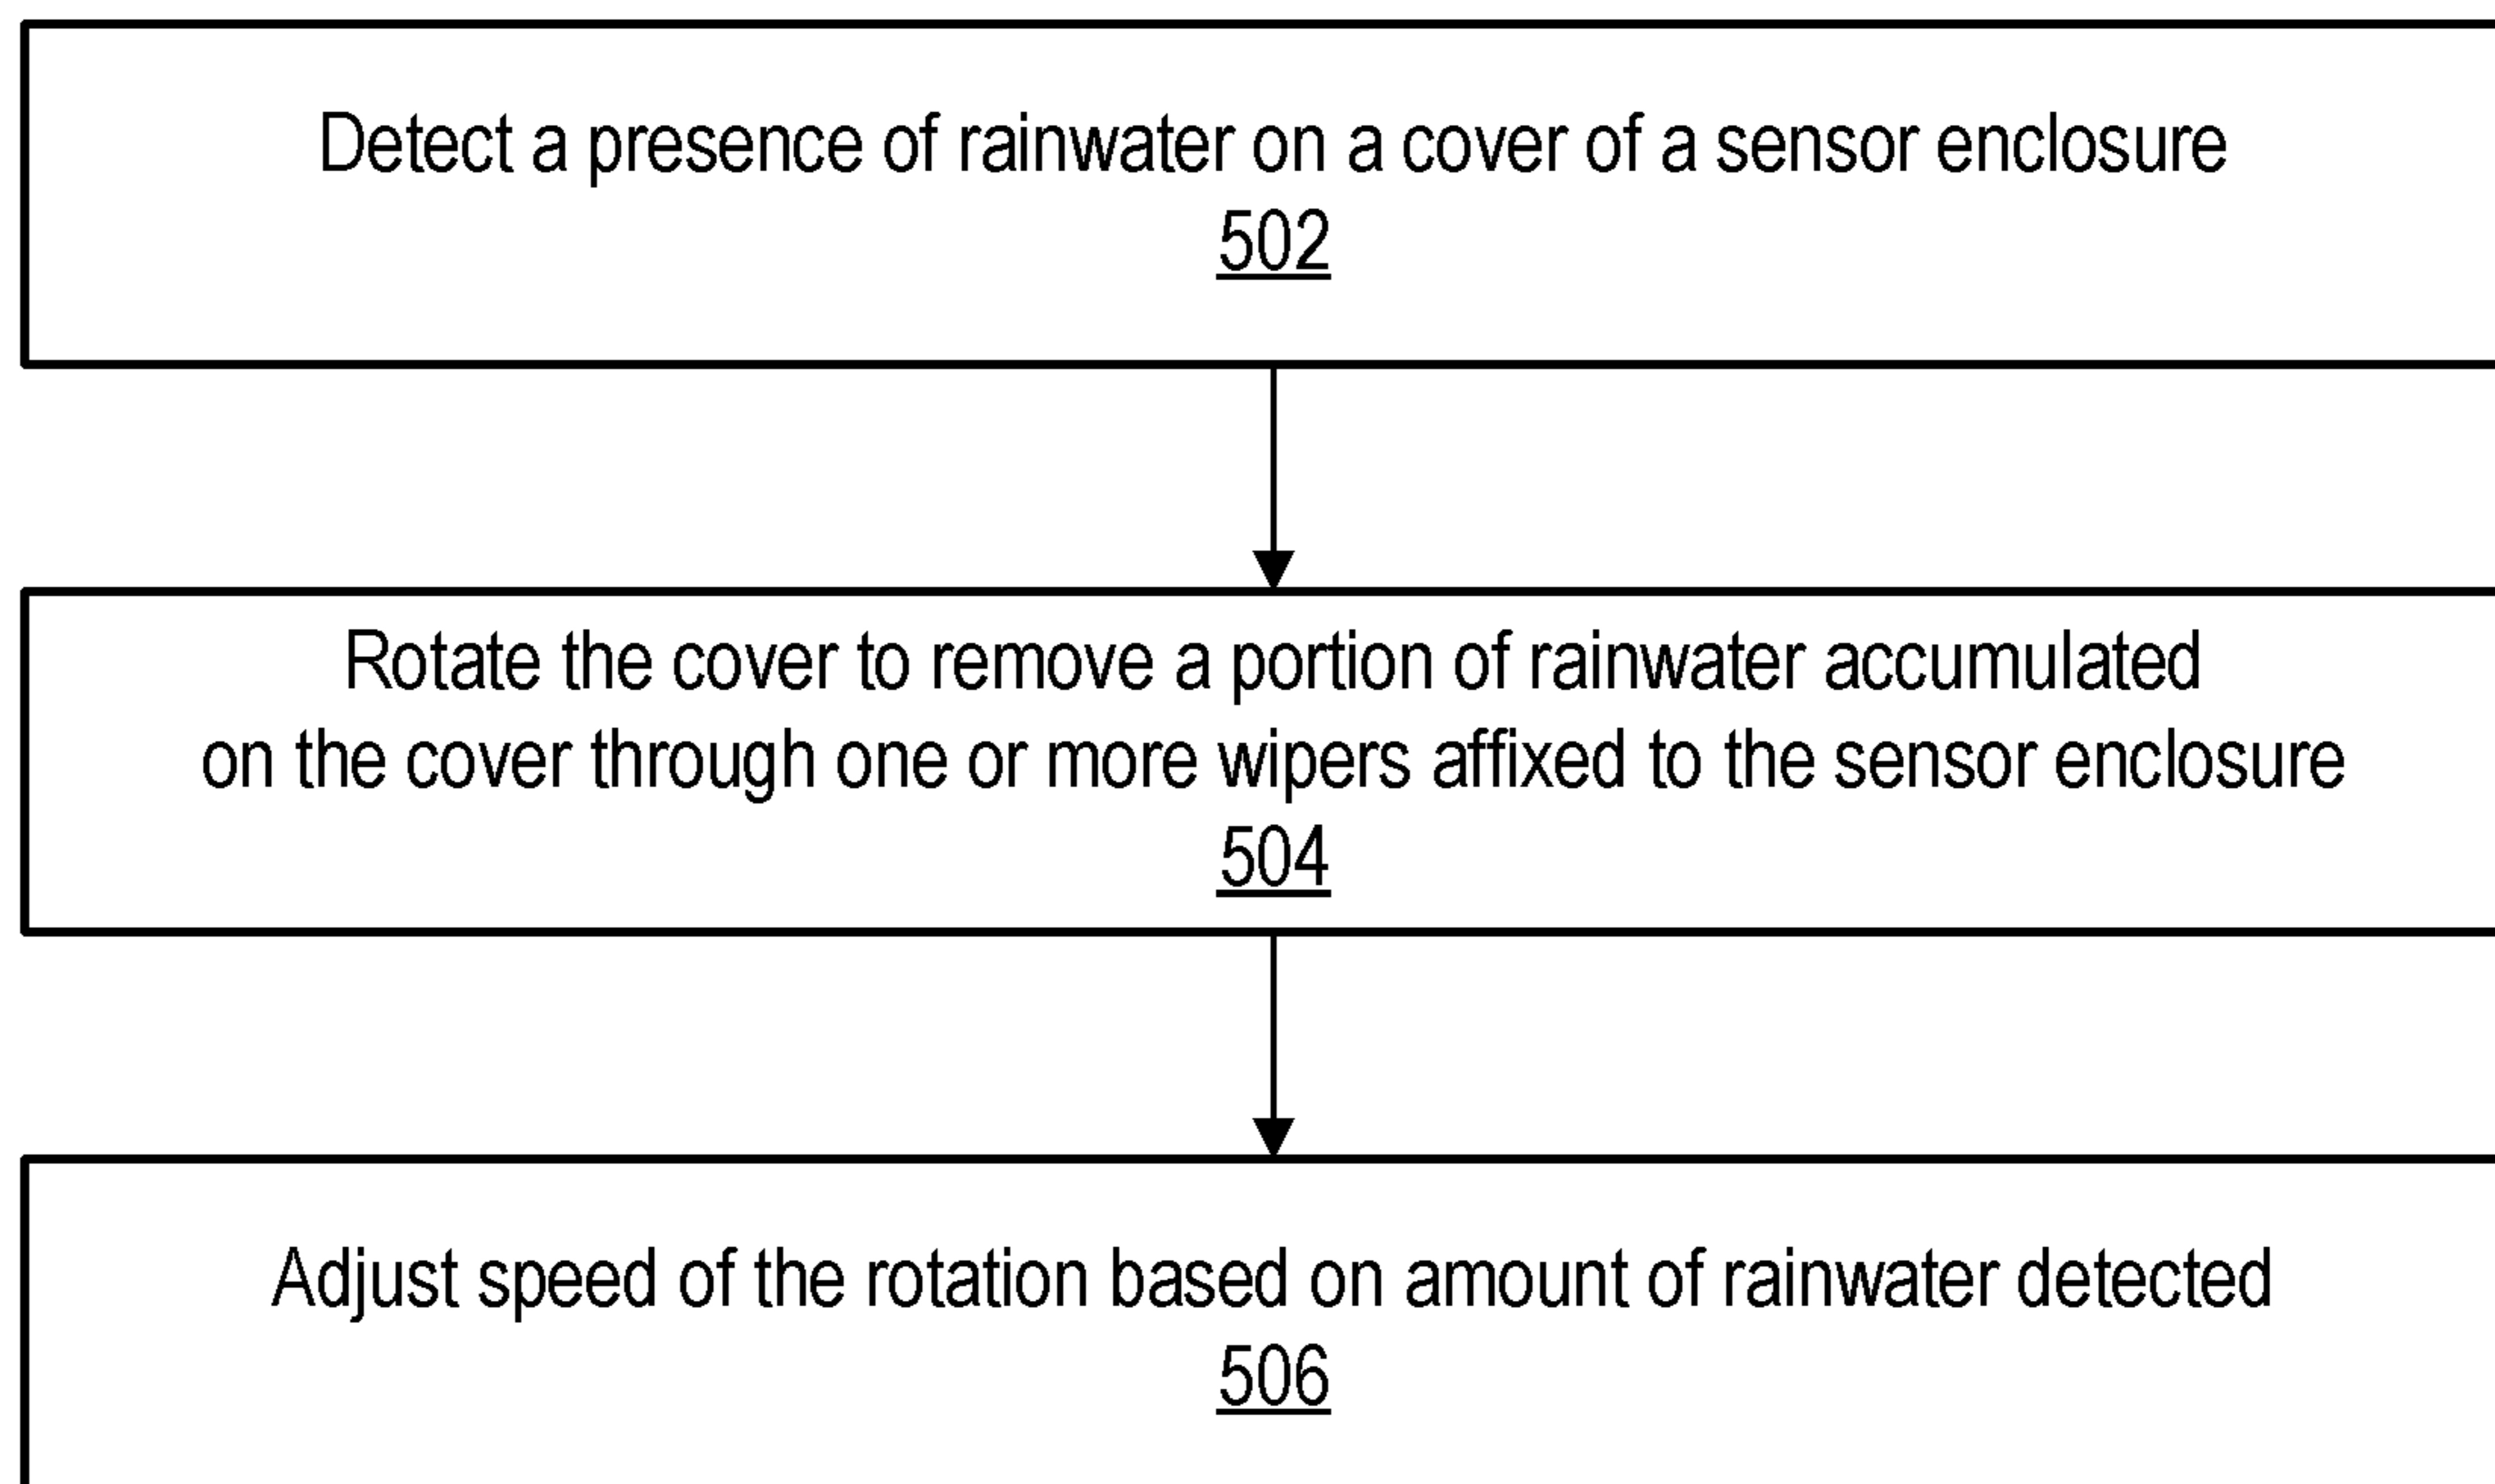 Detect a presence of rainwater on a cover of a sensor enclosure
502
Rotate the cover to remove a portion of rainwater accumulated
on the cover through one or more wipers affixed to the sensor enclosure
504
Adjust speed of the rotation based on amount of rainwater detected
506